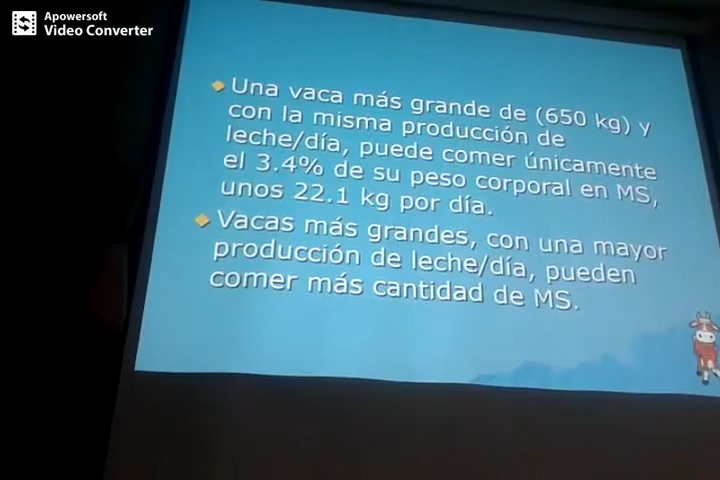 Apowersoft
Video Converter
Una vaca más grande de (650 kg) y
con la misma producción de
leche/día, puede comer únicamente
el 3.4% de su peso corporal en MS,
unos 22.1 kg por día.
Vacas más grandes, con una mayor
producción de leche/día, pueden
comer más cantidad de MS.